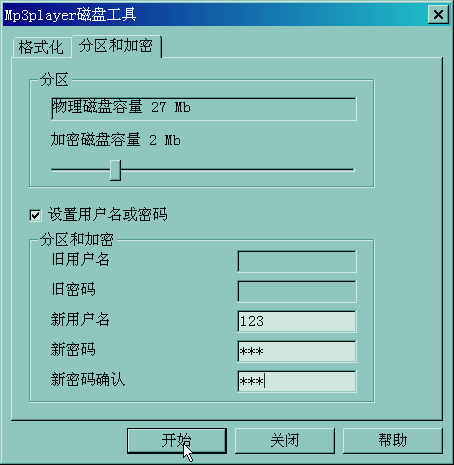 Mp3player磁盘工具
格式化 分区和加密
分区
物理磁盘容量 27 Mb
加密磁盘容量 2 Mb
设置用户名或密码
分区和加密
旧用户名
旧密码
新用户名 123
新密码 ***
新密码确认 ***
开始 关闭 帮助